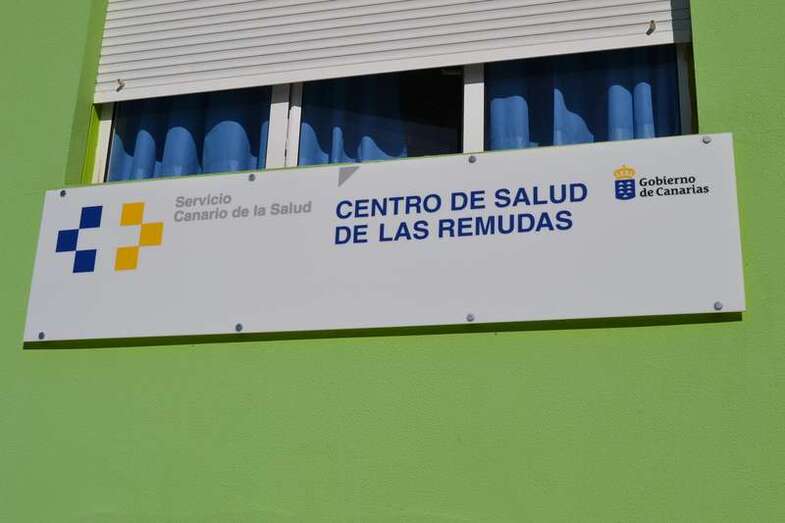 Servicio
Canario de la Salud
CENTRO DE SALUD
DE LAS REMUDAS
Gobierno
de Canarias